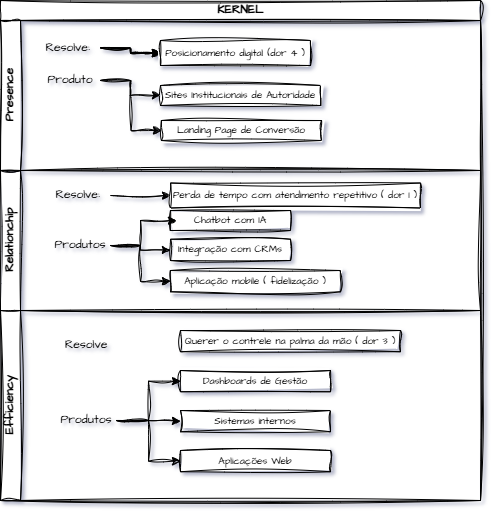 KERNEL
Presence
Resolve:
Posicionamento digital (dor 4 )
Produto
Sites Institucionais de Autoridade
Landing Page de Conversão
Relationchip
Resolve:
Perda de tempo com atendimento repetitivo ( dor 1 )
Chatbot com IA
Produtos
Integração com CRMs
Aplicação mobile ( fidelização )
Efficiency
Resolve
Querer o controle na palma da mão ( dor 3 )
Dashboards de Gestão
Produtos
Sistemas internos
Aplicações Web